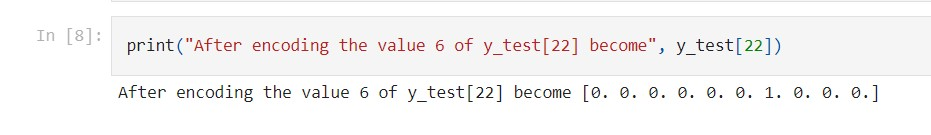 In [8]:
print("After encoding the value 6 of y_test[22] become", y_test[22])
After encoding the value 6 of y_test[22] become [0. 0. 0. 0. 0. 0. 1. 0. 0. 0.]